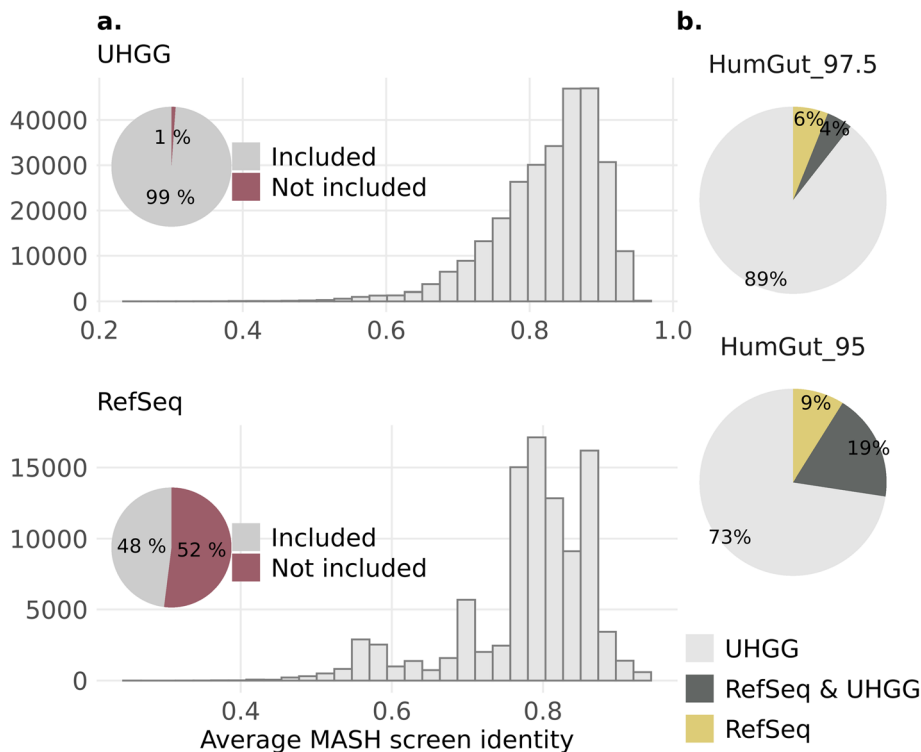 a.
UHGG
40000
30000
20000
10000
0
0.2 0.4 0.6 0.8 1.0
1 %
99 %
Included
Not included
RefSeq
15000
10000
5000
0
0.4 0.6 0.8
48 % 52 %
Included
Not included
Average MASH screen identity
b.
HumGut_97.5
6%
4%
89%
HumGut_95
9%
19%
73%
UHGG
RefSeq & UHGG
RefSeq